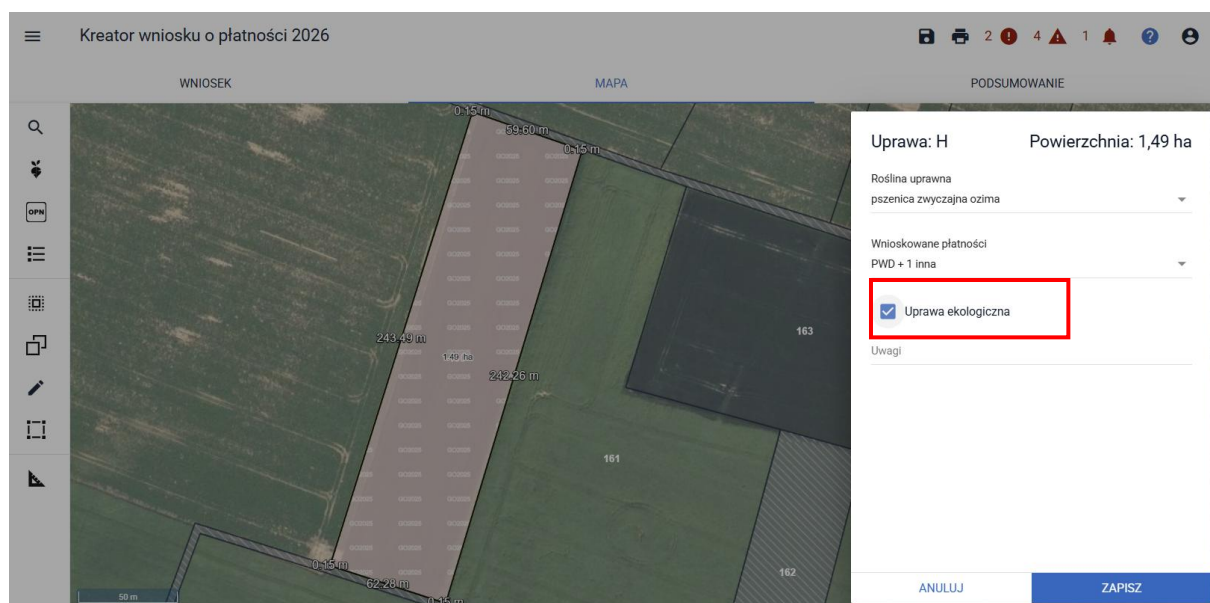 Kreator wniosku o płatności 2026
2 4 1
WNIOSEK MAPA PODSUMOWANIE
OPN
0.15 m
59.60 m
0.15 m
243.49 m
1,49 ha
242.26 m
163
161
162
0.15 m
62.28 m
0.15 m
50 m
Uprawa: H Powierzchnia: 1,49 ha
Roślina uprawna
pszenica zwyczajna ozima
Wnioskowane płatności
PWD + 1 inna
Uprawa ekologiczna
Uwagi
ANULUJ ZAPISZ